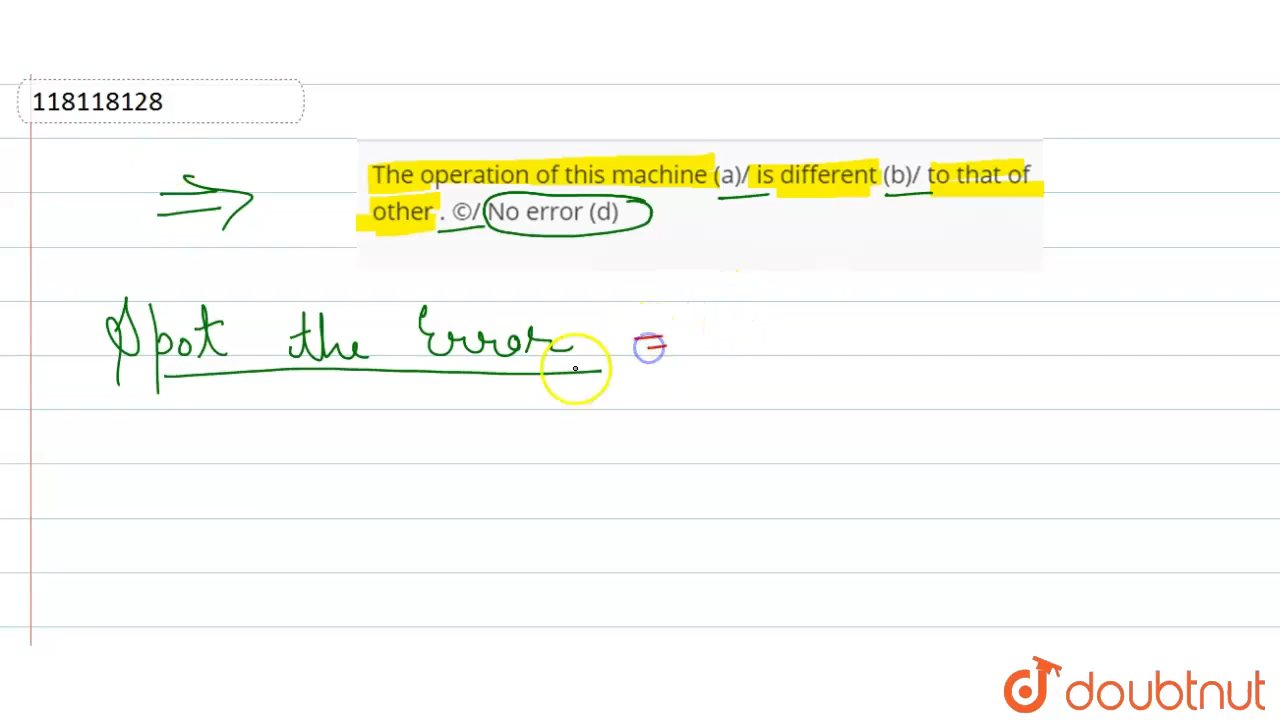 118118128
The operation of this machine (a)/ is different (b)/ to that of
other . ©/ No error (d)
Spot the Error =
doubtnut